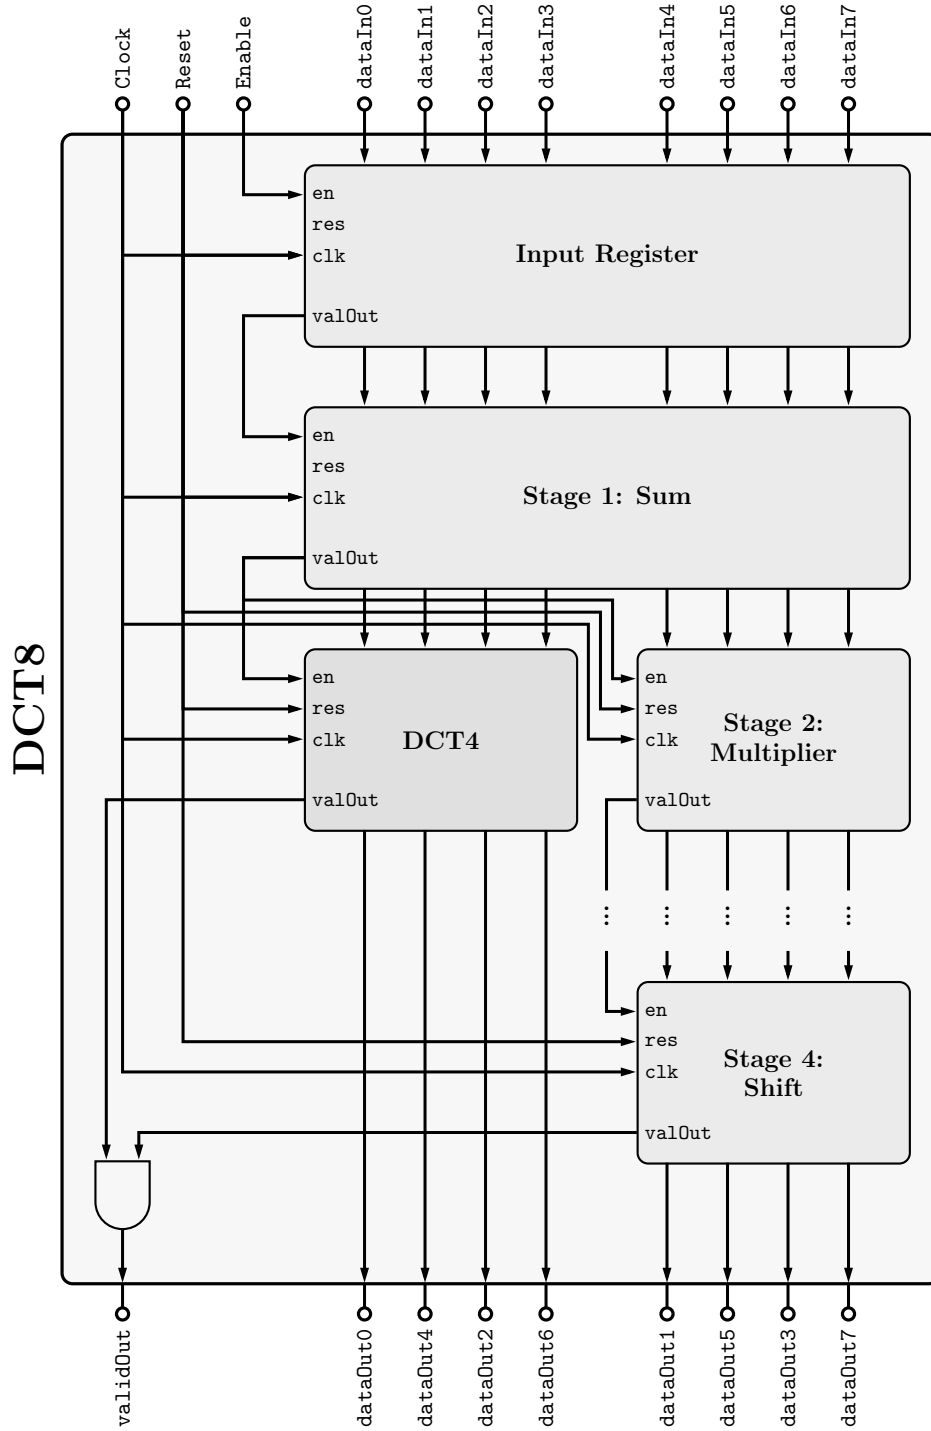 Clock
Reset
Enable
dataIn0
dataIn1
dataIn2
dataIn3
dataIn4
dataIn5
dataIn6
dataIn7
DCT8
en
res
clk
valOut
Input Register
en
res
clk
valOut
Stage 1: Sum
en
res
clk
valOut
DCT4
en
res
clk
valOut
Stage 2:
Multiplier
...
...
...
...
...
en
res
clk
valOut
Stage 4:
Shift
validOut
dataOut0
dataOut4
dataOut2
dataOut6
dataOut1
dataOut5
dataOut3
dataOut7